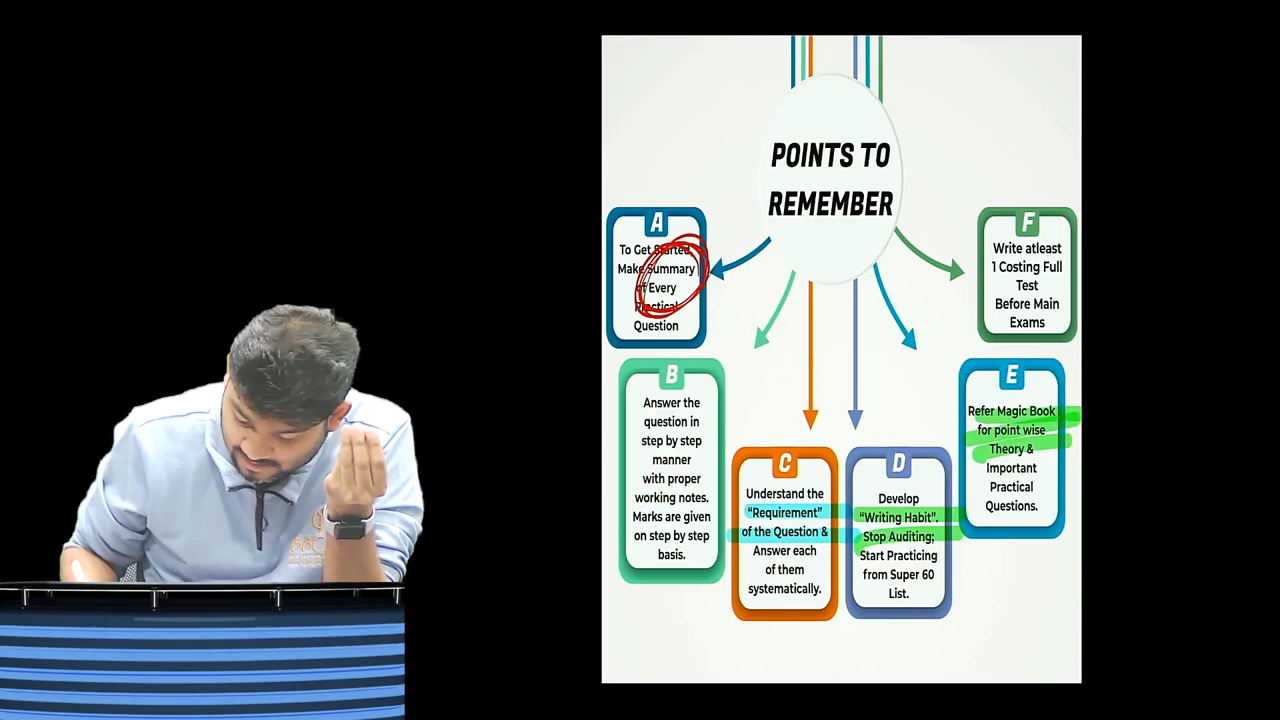 POINTS TO
REMEMBER
A
To Get Started
Make Summary
of Every
Practical
Question
B
Answer the
question in
step by step
manner
with proper
working notes.
Marks are given
on step by step
basis.
C
Understand the
“Requirement”
of the Question &
Answer each
of them
systematically.
D
Develop
“Writing Habit”.
Stop Auditing;
Start Practicing
from Super 60
List.
E
Refer Magic Book
for point wise
Theory &
Important
Practical
Questions.
F
Write atleast
1 Costing Full
Test
Before Main
Exams